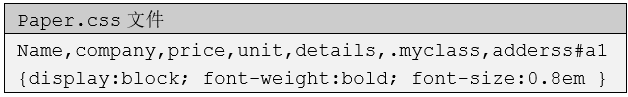 Paper.css 文件
Name,company,price,unit,details,.myclass,adderss#a1
{display:block; font-weight:bold; font-size:0.8em }